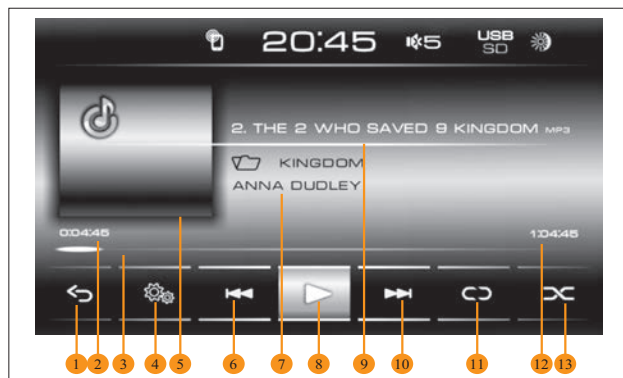 20:45 5 USB
SD
2. THE 2 WHO SAVED 9 KINGDOM MP3
KINGDOM
ANNA DUDLEY
0:04:45 1:04:45
1 2 3 4 5 6 7 8 9 10 11 12 13